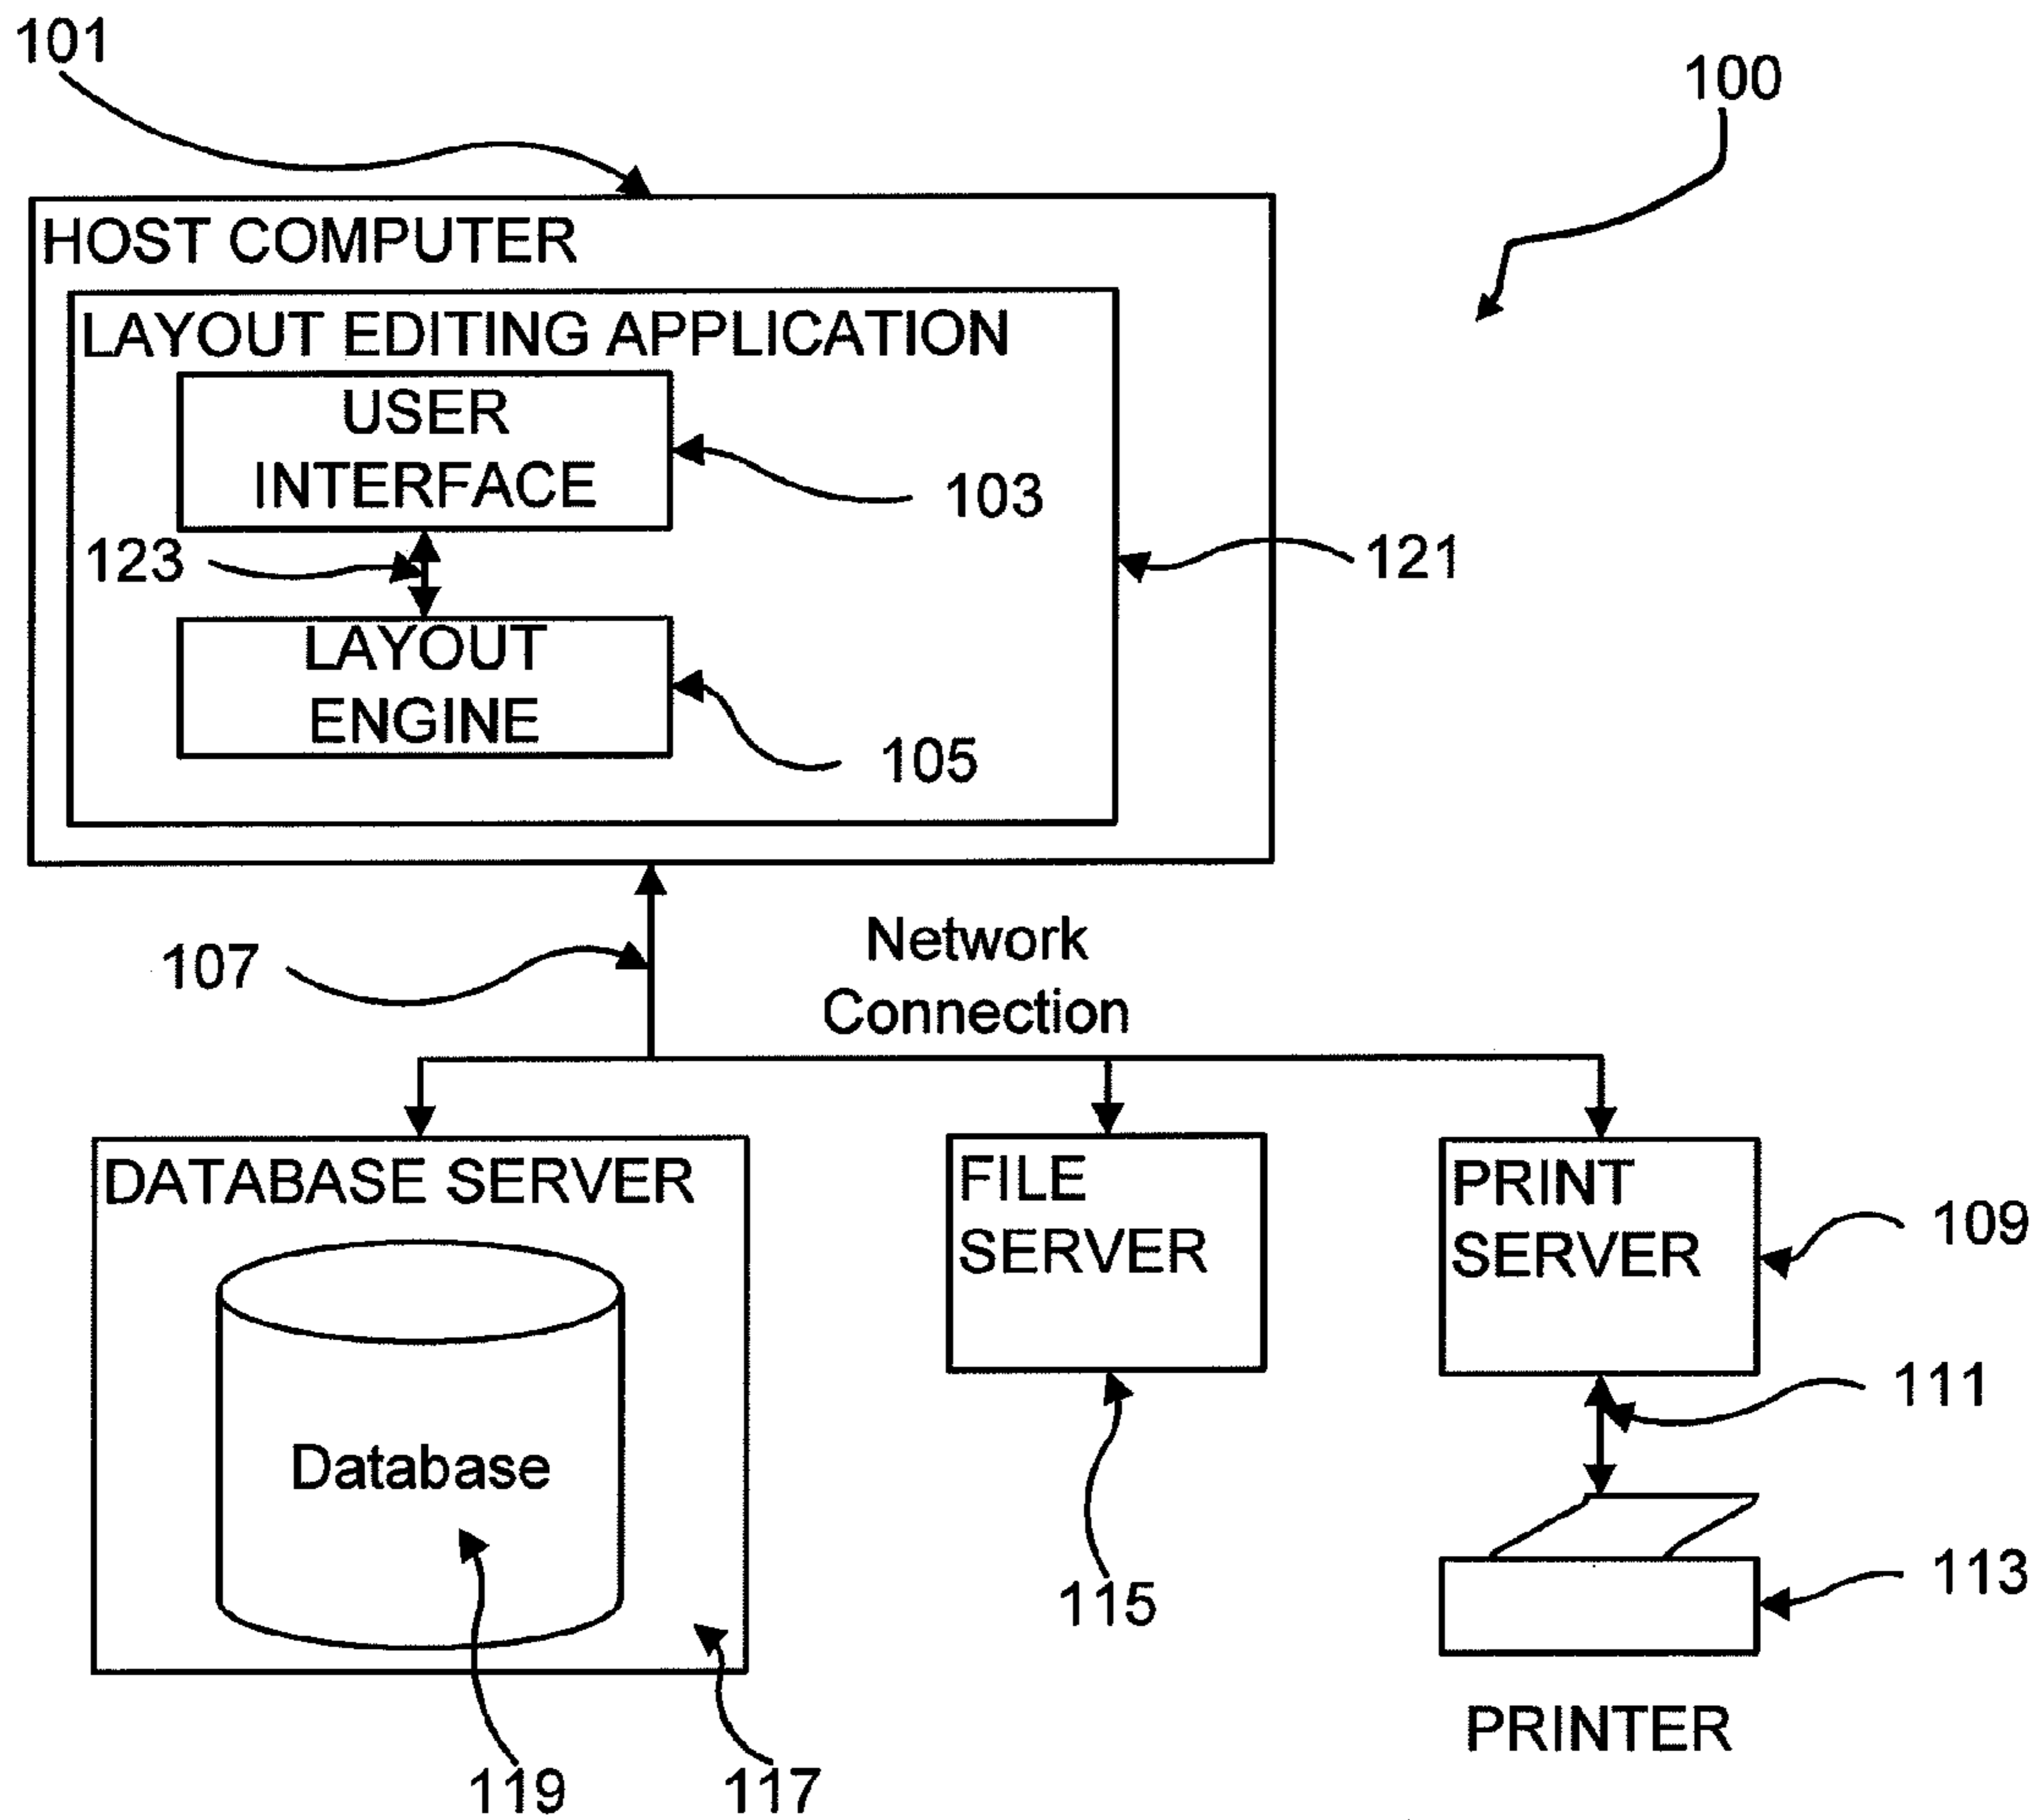 101
100
HOST COMPUTER
LAYOUT EDITING APPLICATION
USER
INTERFACE
103
123
121
LAYOUT
ENGINE
105
107
Network
Connection
DATABASE SERVER
FILE
SERVER
PRINT
SERVER
109
111
Database
115
113
PRINTER
119
117